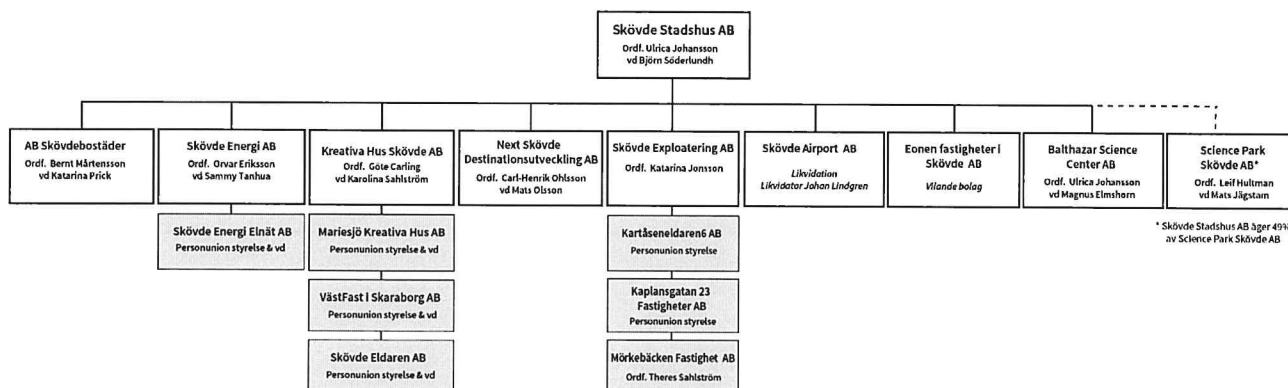 Skövde Stadshus AB
Ordf. Ulrica Johansson
vd Björn Söderlundh
AB Skövdebostäder
Ordf. Bernt Mårtensson
vd Katarina Prick
Skövde Energi AB
Ordf. Orvar Eriksson
vd Sammy Tanhua
Kreativa Hus Skövde AB
Ordf. Göte Carling
vd Karolina Sahlström
Next Skövde
Destinationsutveckling AB
Ordf. Carl-Henrik Ohlsson
vd Mats Olsson
Skövde Exploatering AB
Ordf. Katarina Jonsson
Skövde Airport AB
Likvidation
Likvidator Johan Lindgren
Eonen fastigheter i
Skövde AB
Vilande bolag
Balthazar Science
Center AB
Ordf. Ulrica Johansson
vd Magnus Elmshorn
Science Park
Skövde AB*
Ordf. Leif Hultman
vd Mats Jägstam
* Skövde Stadshus AB äger 49%
av Science Park Skövde AB
Skövde Energi Elnät AB
Personunion styrelse & vd
Mariesjö Kreativa Hus AB
Personunion styrelse & vd
Kartåseneldaren6 AB
Personunion styrelse
VästFast i Skaraborg AB
Personunion styrelse & vd
Kaplansgatan 23
Fastigheter AB
Personunion styrelse
Skövde Eldaren AB
Personunion styrelse & vd
Mörkebäcken Fastighet AB
Ordf. Theres Sahlström